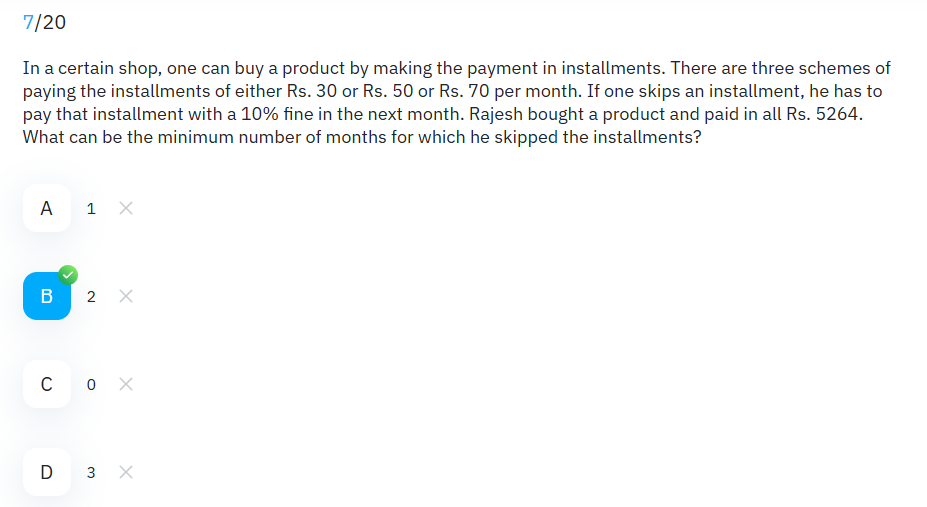 7/20
In a certain shop, one can buy a product by making the payment in installments. There are three schemes of
paying the installments of either Rs. 30 or Rs. 50 or Rs. 70 per month. If one skips an installment, he has to
pay that installment with a 10% fine in the next month. Rajesh bought a product and paid in all Rs. 5264.
What can be the minimum number of months for which he skipped the installments?
A 1
B 2
C 0
D 3